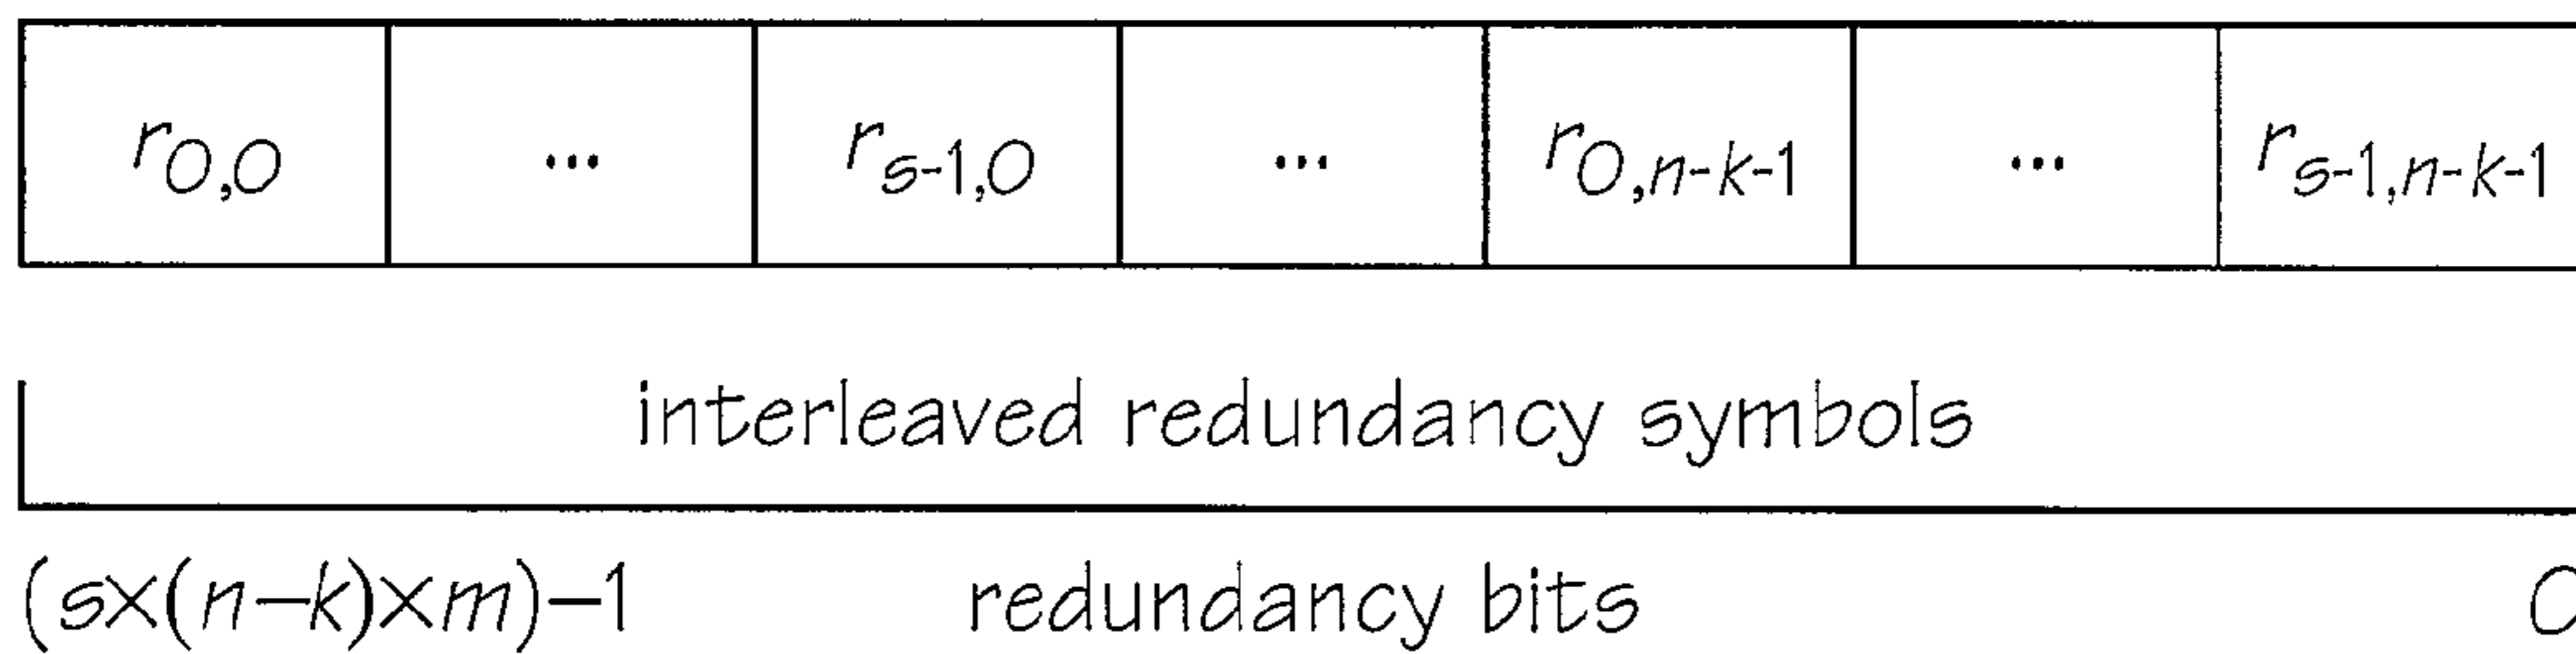 r0,0 ... rs-1,0 ... r0,n-k-1 ... rs-1,n-k-1
interleaved redundancy symbols
(s×(n−k)×m)−1 redundancy bits 0